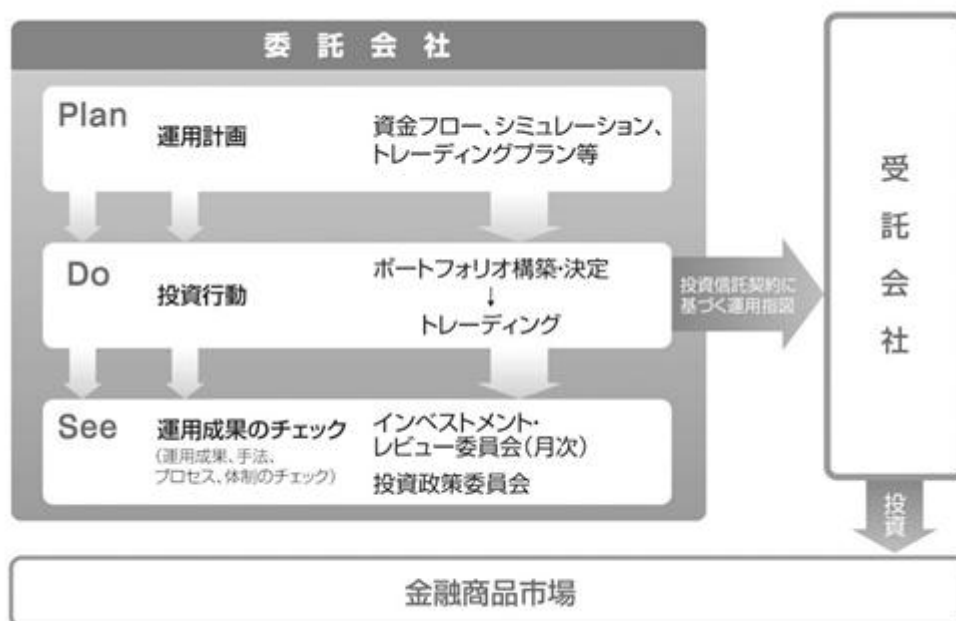 委託会社
Plan
運用計画
資金フロー、シミュレーション、
トレーディングプラン等
Do
投資行動
ポートフォリオ構築・決定
↓
トレーディング
投資信託契約に
基づく運用指図
See
運用成果のチェック
(運用成果、手法、
プロセス、体制のチェック)
インベストメント・
レビュー委員会(月次)
投資政策委員会
受託会社
投資
金融商品市場